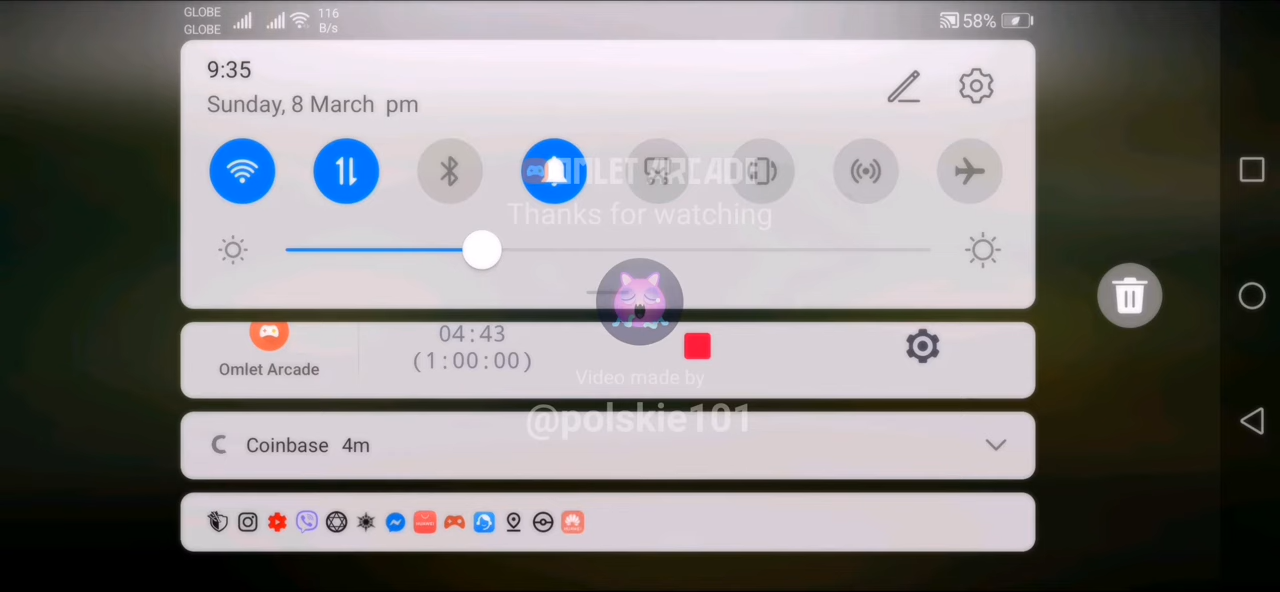 GLOBE
GLOBE
116
B/s
58%
9:35
Sunday, 8 March pm
OMLET ARCADE
Thanks for watching
04:43
(1:00:00)
Omlet Arcade
Video made by
@polskie101
Coinbase 4m